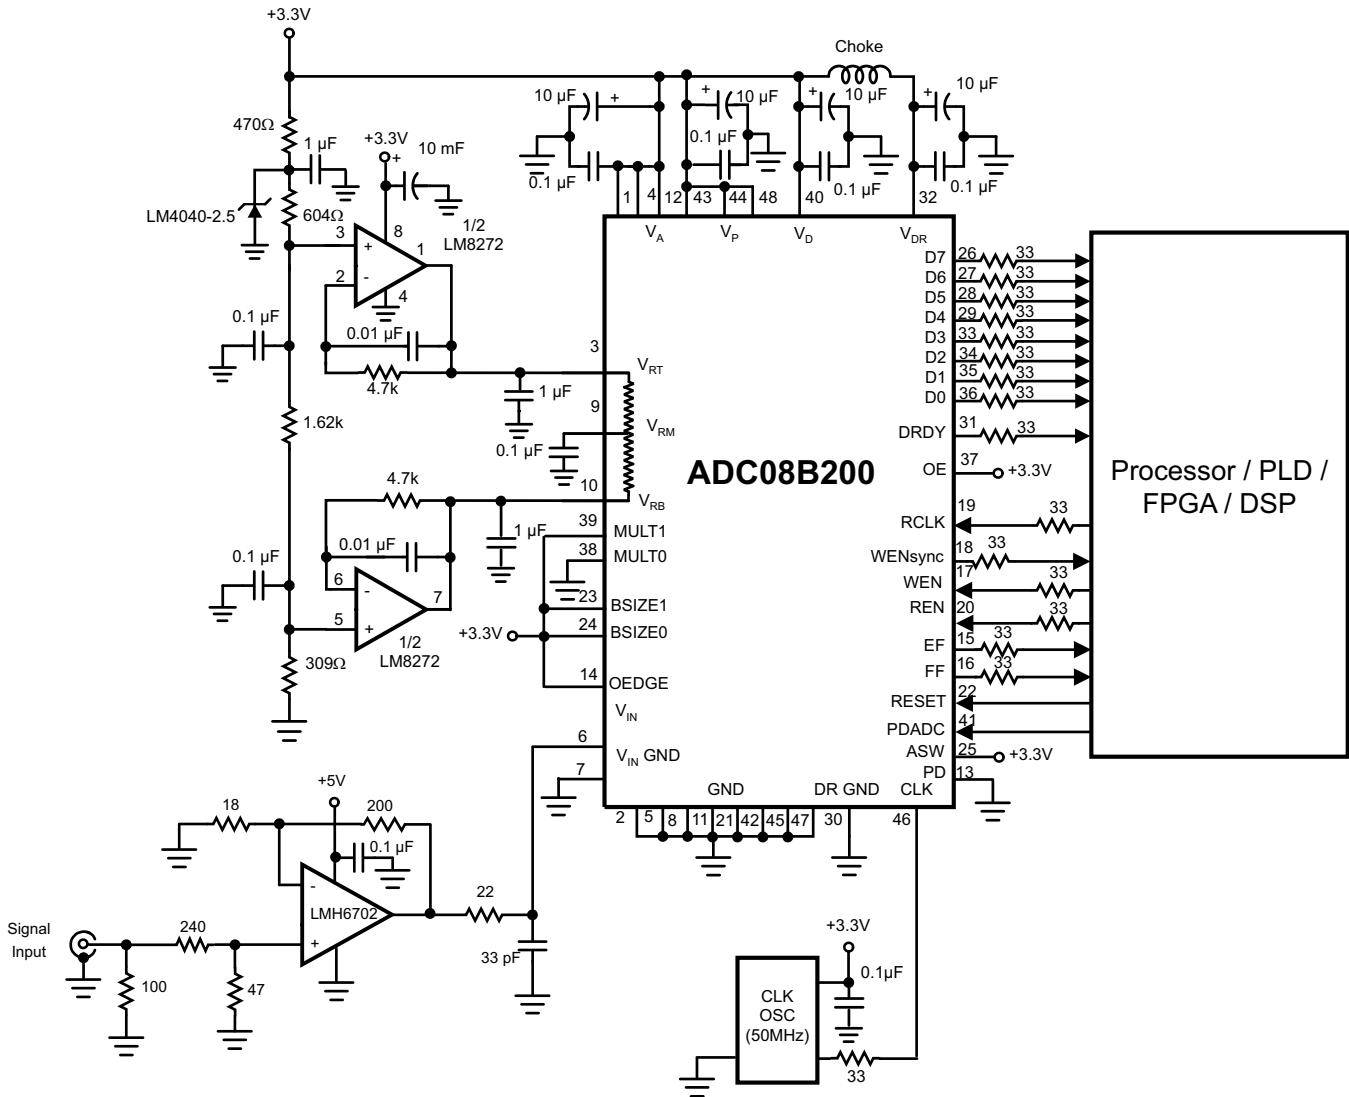 +3.3V
Choke
10 µF
10 µF
10 µF
10 µF
470Ω
1 µF
+3.3V
10 mF
0.1 µF
0.1 µF
0.1 µF
0.1 µF
1
4
12
43
44
48
40
32
LM4040-2.5
604Ω
1/2
LM8272
3
+
8
1
2
-
4
VA
VP
VD
VDR
0.1 µF
0.01 µF
4.7k
1.62k
3
VRT
1 µF
9
VRM
0.1 µF
ADC08B200
4.7k
10
VRB
1 µF
0.01 µF
0.1 µF
6
-
7
5
+
1/2
LM8272
309Ω
39
MULT1
38
MULT0
23
BSIZE1
+3.3V
24
BSIZE0
14
OEDGE
VIN
6
VIN GND
7
D7 26 33
D6 27 33
D5 28 33
D4 29 33
D3 33 33
D2 34 33
D1 35 33
D0 36 33
DRDY 31 33
OE 37 +3.3V
RCLK 19 33
WENsync 18 33
WEN 17 33
REN 20 33
EF 15 33
FF 16 33
RESET 22
PDADC 41
ASW 25 +3.3V
PD 13
Processor / PLD /
FPGA / DSP
GND
DR GND
CLK
2
5
8
11
21
42
45
47
30
46
+5V
18
200
0.1 µF
-
LMH6702
+
22
33 pF
Signal
Input
240
100
47
+3.3V
0.1µF
CLK
OSC
(50MHz)
33